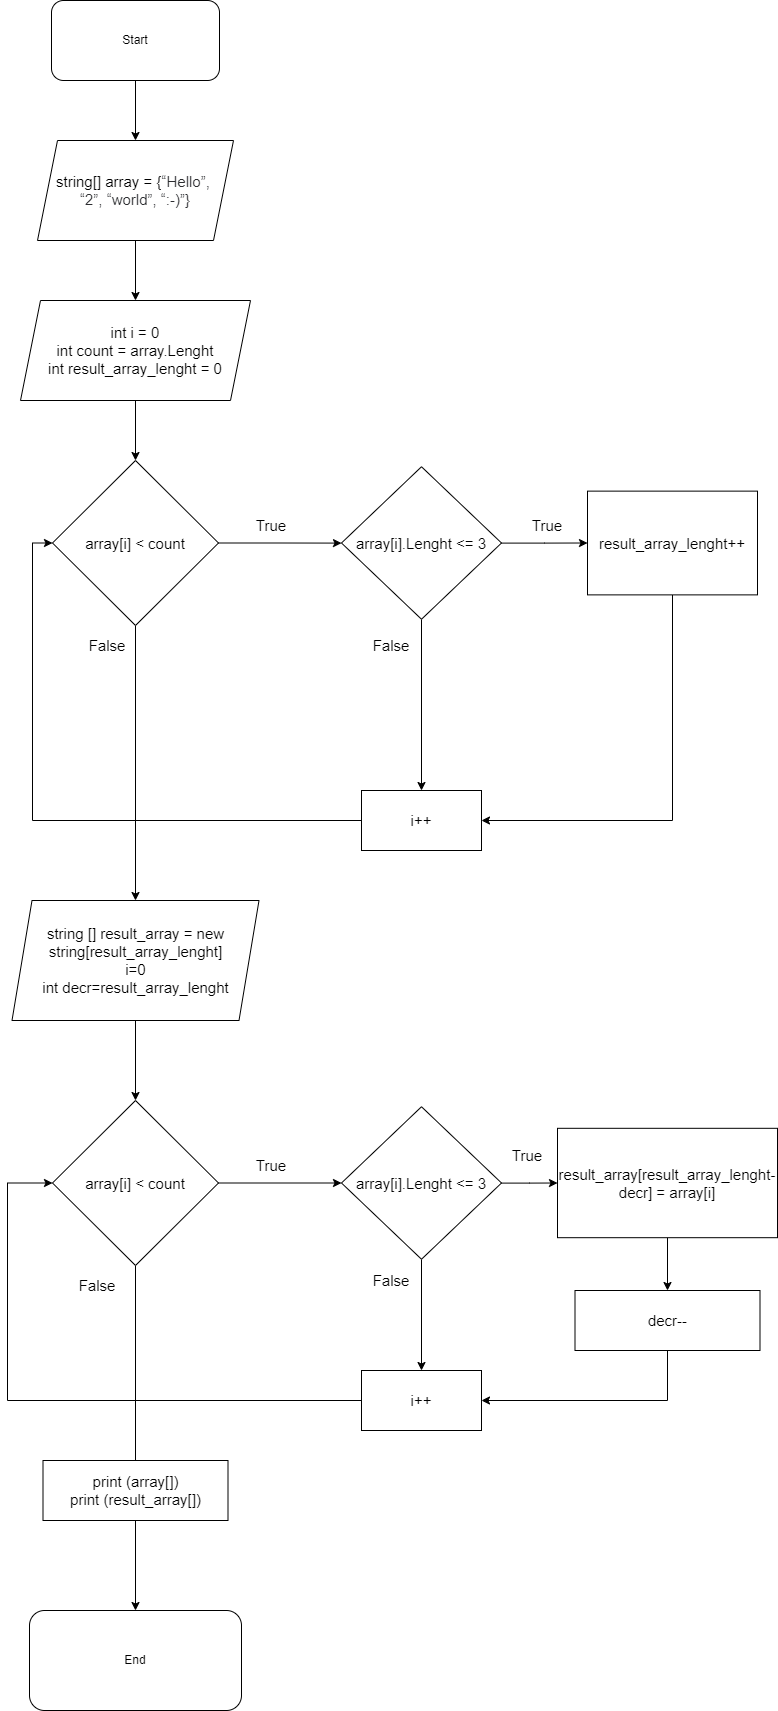 Start
string[] array = {“Hello”,
“2”, “world”, “:-)”}
int i = 0
int count = array.Lenght
int result_array_lenght = 0
array[i] < count
True
array[i].Lenght <= 3
True
result_array_lenght++
False
False
i++
string [] result_array = new
string[result_array_lenght]
i=0
int decr=result_array_lenght
array[i] < count
True
array[i].Lenght <= 3
True
result_array[result_array_lenght-
decr] = array[i]
False
False
decr--
i++
print (array[])
print (result_array[])
End